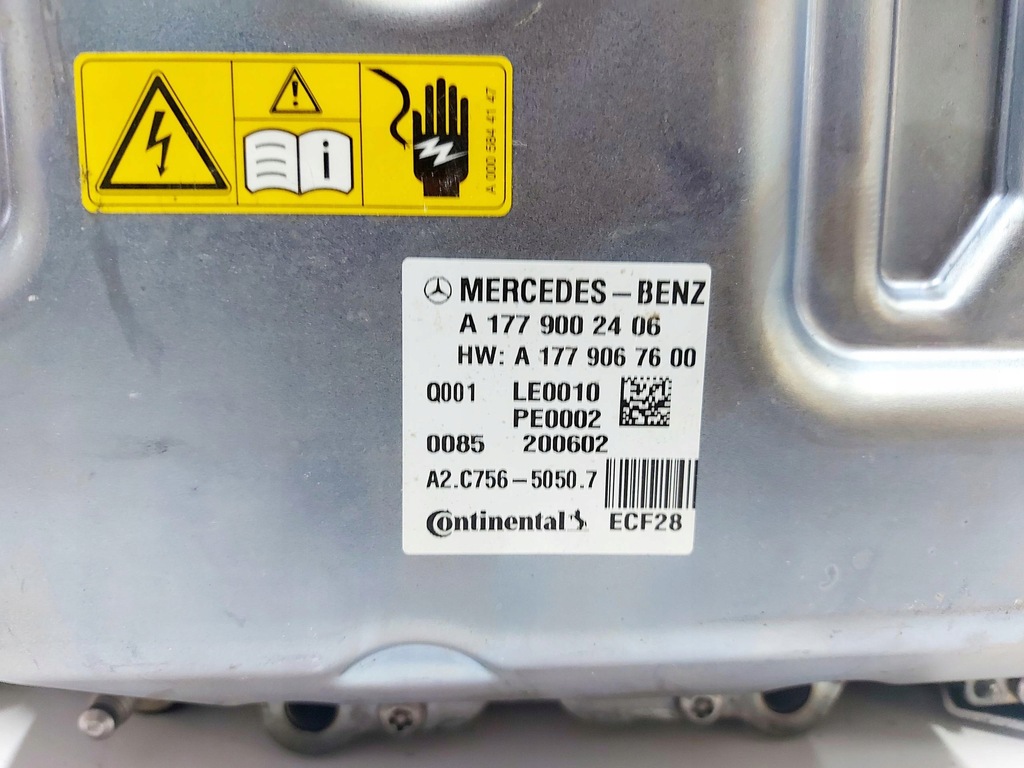 A 000 584 41 47
MERCEDES-BENZ
A 177 900 24 06
HW: A 177 906 76 00
Q001 LE0010
PE0002
0085 200602
A2.C756-5050.7
Continental ECF28